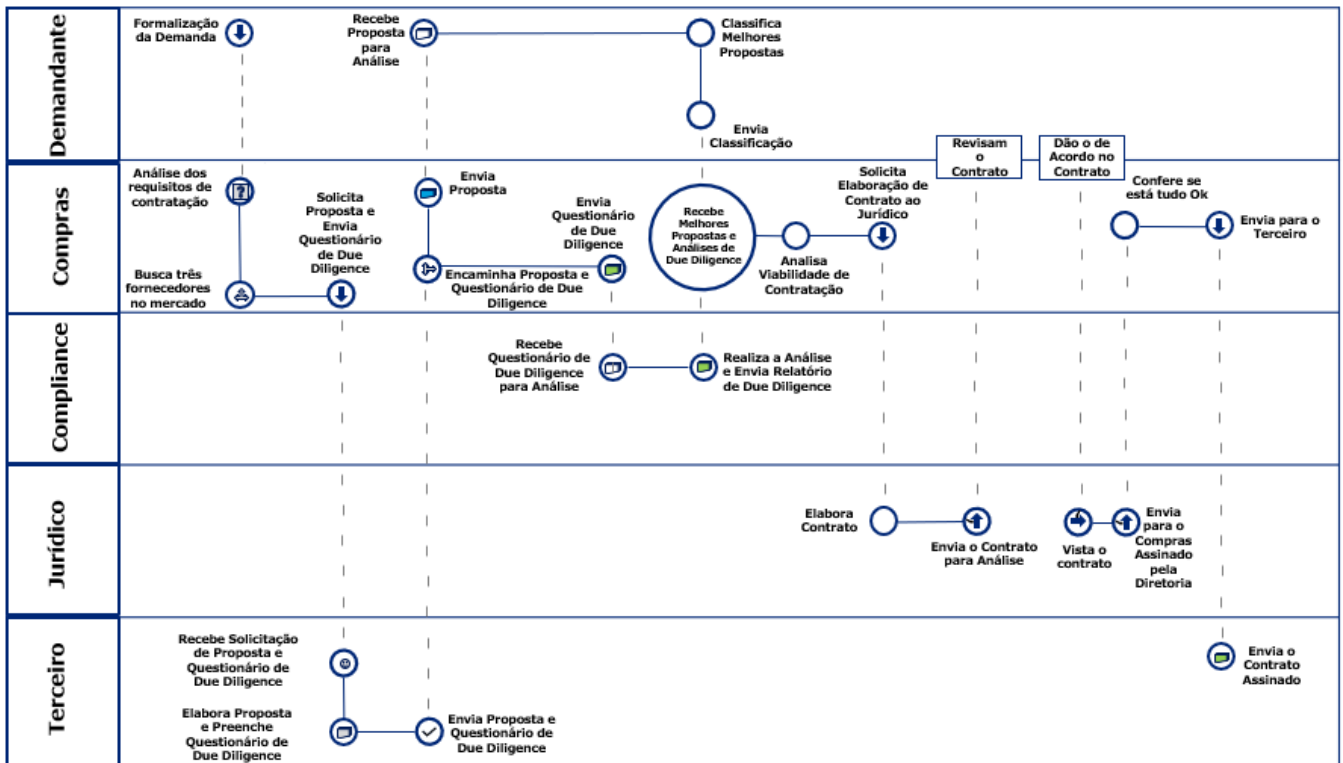 Demandante
Formalização
da Demanda
Recebe
Proposta
para
Análise
Classifica
Melhores
Propostas
Envia
Classificação
Revisam
o
Contrato
Dão o de
Acordo no
Contrato
Compras
Análise dos
requisitos de
contratação
Busca três
fornecedores
no mercado
Solicita
Proposta e
Envia
Questionário
de Due
Diligence
Envia
Proposta
Encaminha Proposta e
Questionário de Due
Diligence
Envia
Questionário
de Due
Diligence
Recebe
Melhores
Propostas e
Análises de
Due Diligence
Analisa
Viabilidade de
Contratação
Solicita
Elaboração de
Contrato ao
Jurídico
Confere se
está tudo Ok
Envia para o
Terceiro
Compliance
Recebe
Questionário de
Due Diligence
para Análise
Realiza a Análise
e Envia Relatório
de Due Diligence
Jurídico
Elabora
Contrato
Envia o Contrato
para Análise
Vista o
contrato
Envia
para o
Compras
Assinado
pela
Diretoria
Terceiro
Recebe Solicitação
de Proposta e
Questionário de
Due Diligence
Elabora Proposta
e Preenche
Questionário de
Due Diligence
Envia Proposta e
Questionário de
Due Diligence
Envia o
Contrato
Assinado